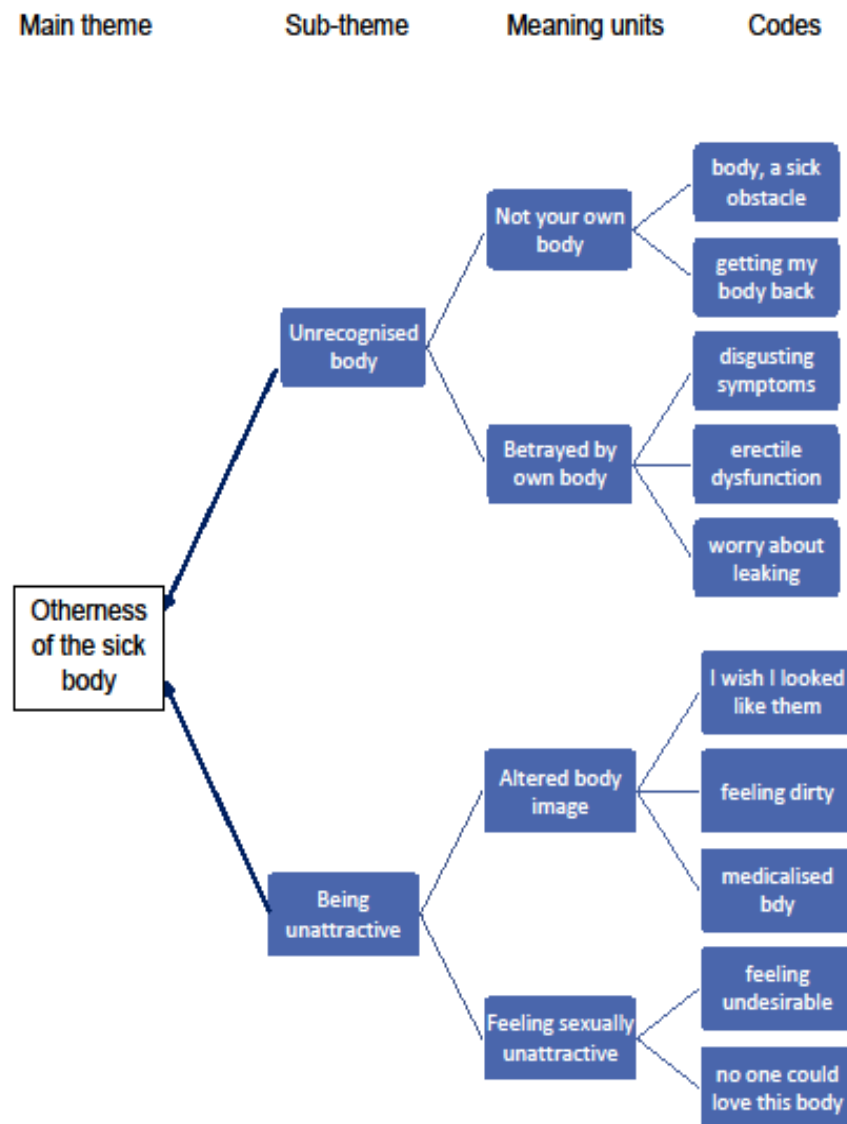 Main theme Sub-theme Meaning units Codes
body, a sick
obstacle
Not your own
body
getting my
body back
Unrecognised
body
disgusting
symptoms
Betrayed by
own body
erectile
dysfunction
worry about
leaking
Otherness
of the sick
body
I wish I looked
like them
Altered body
image
feeling dirty
medicalised
bdy
Being
unattractive
feeling
undesirable
Feeling sexually
unattractive
no one could
love this body